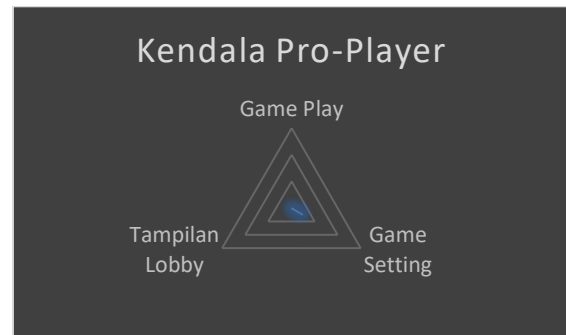 Kendala Pro-Player
Game Play
Tampilan
Lobby
Game
Setting